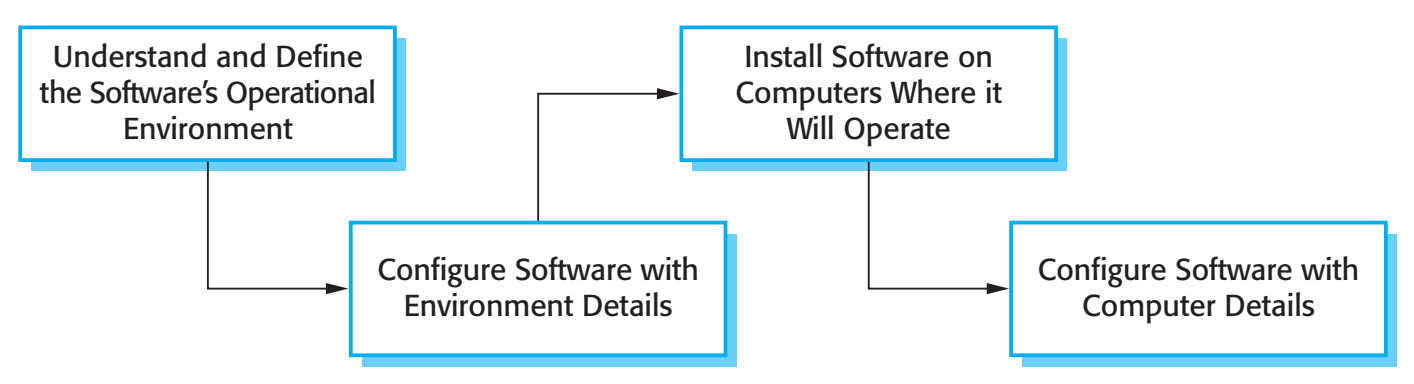 Understand and Define
the Software's Operational
Environment
Configure Software with
Environment Details
Install Software on
Computers Where it
Will Operate
Configure Software with
Computer Details